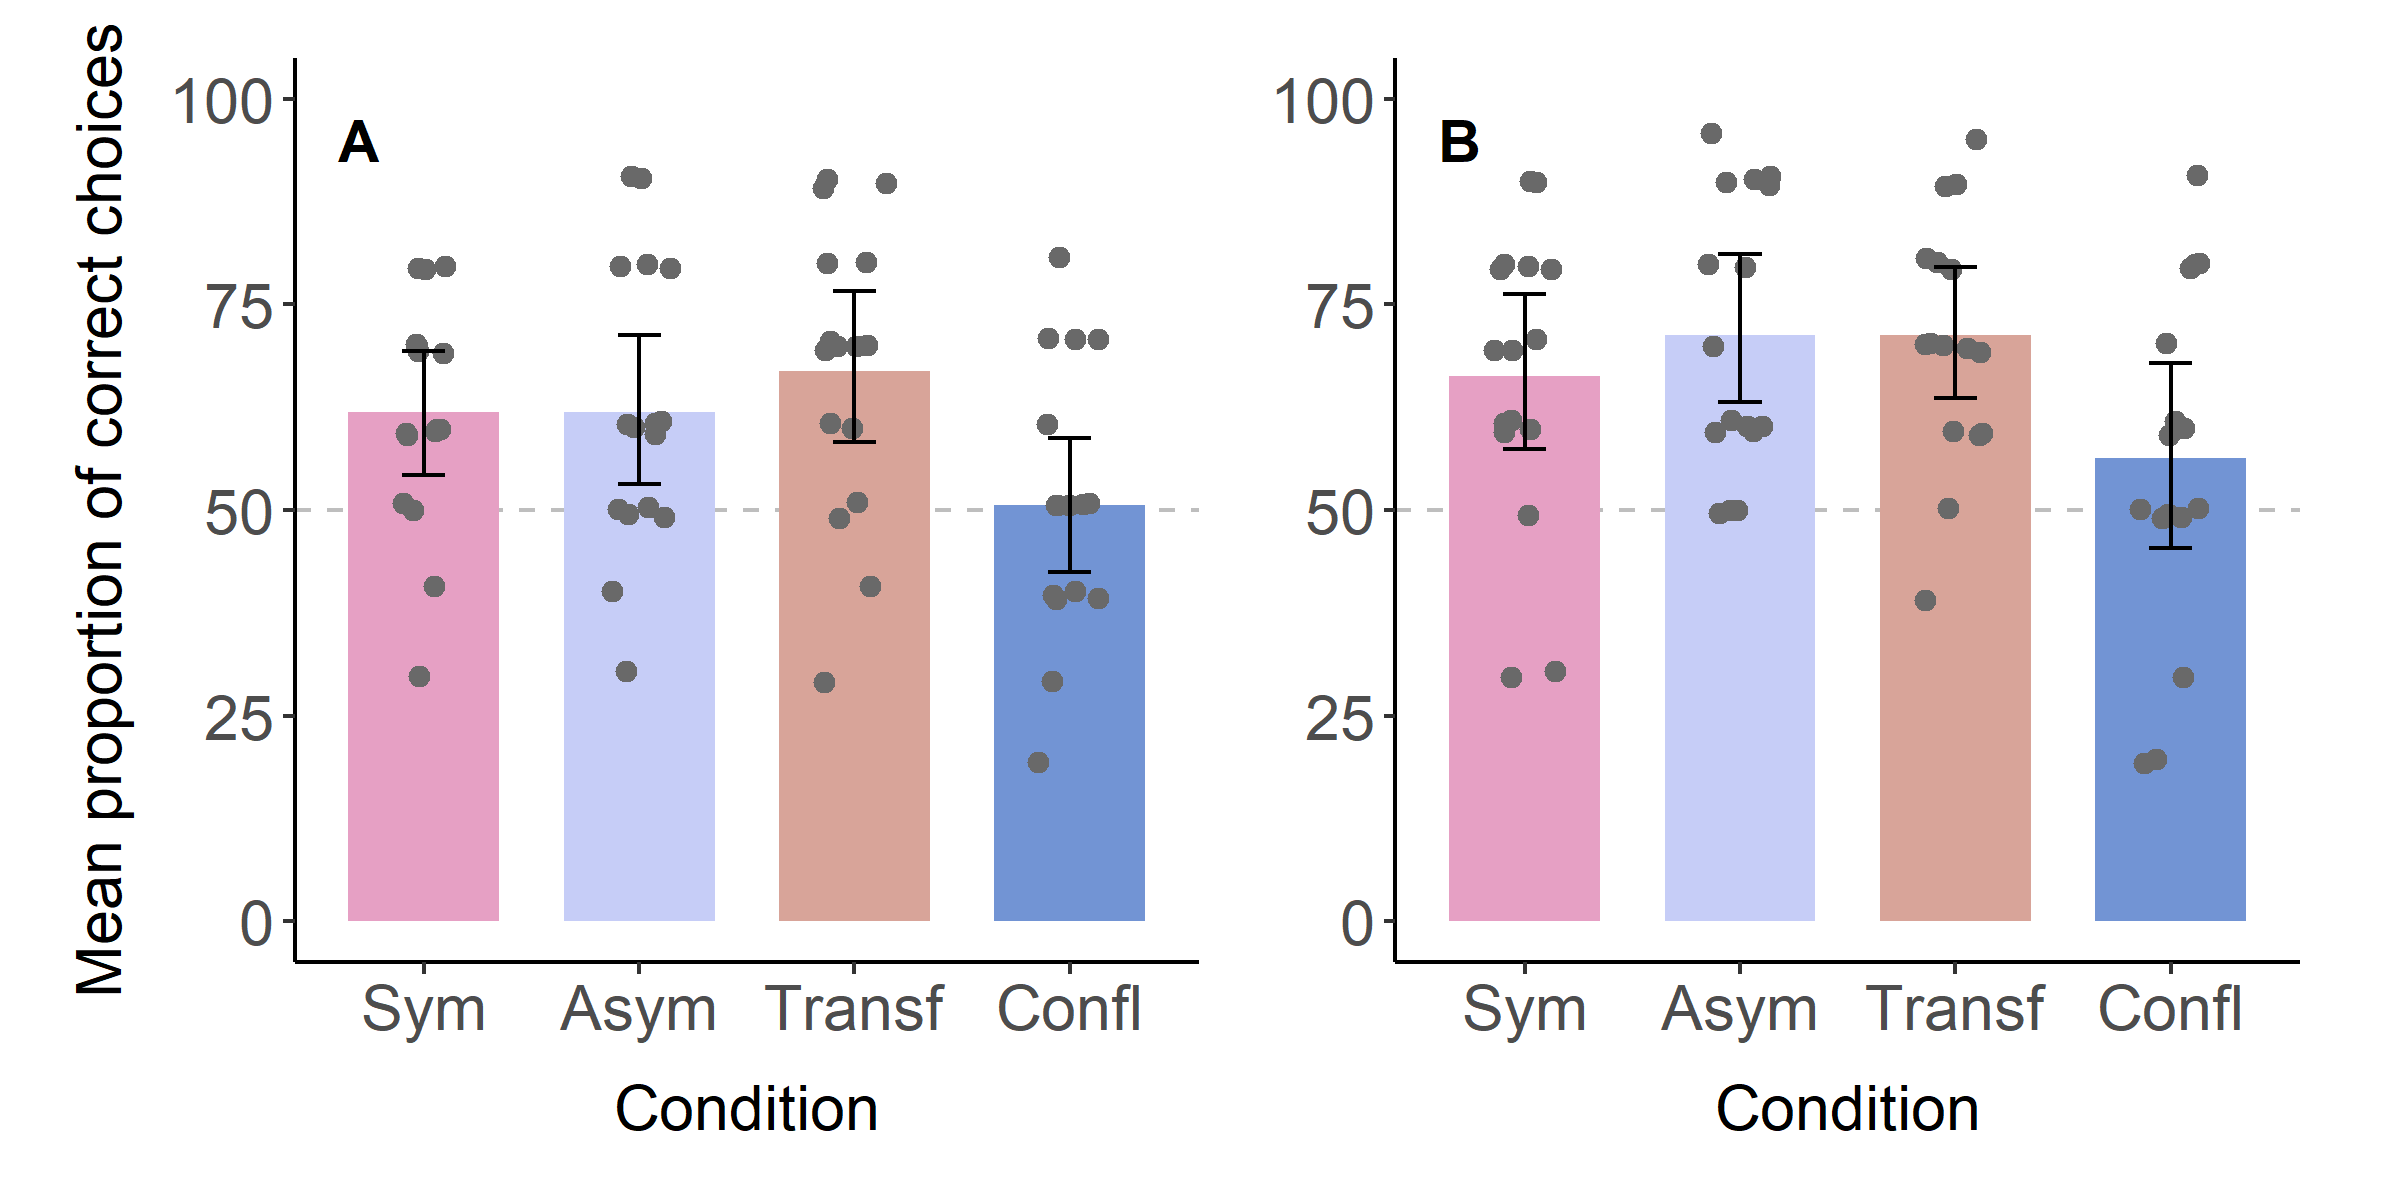 Mean proportion of correct choices
A
100
75
50
25
0
Sym Asym Transf Confl
Condition
B
100
75
50
25
0
Sym Asym Transf Confl
Condition